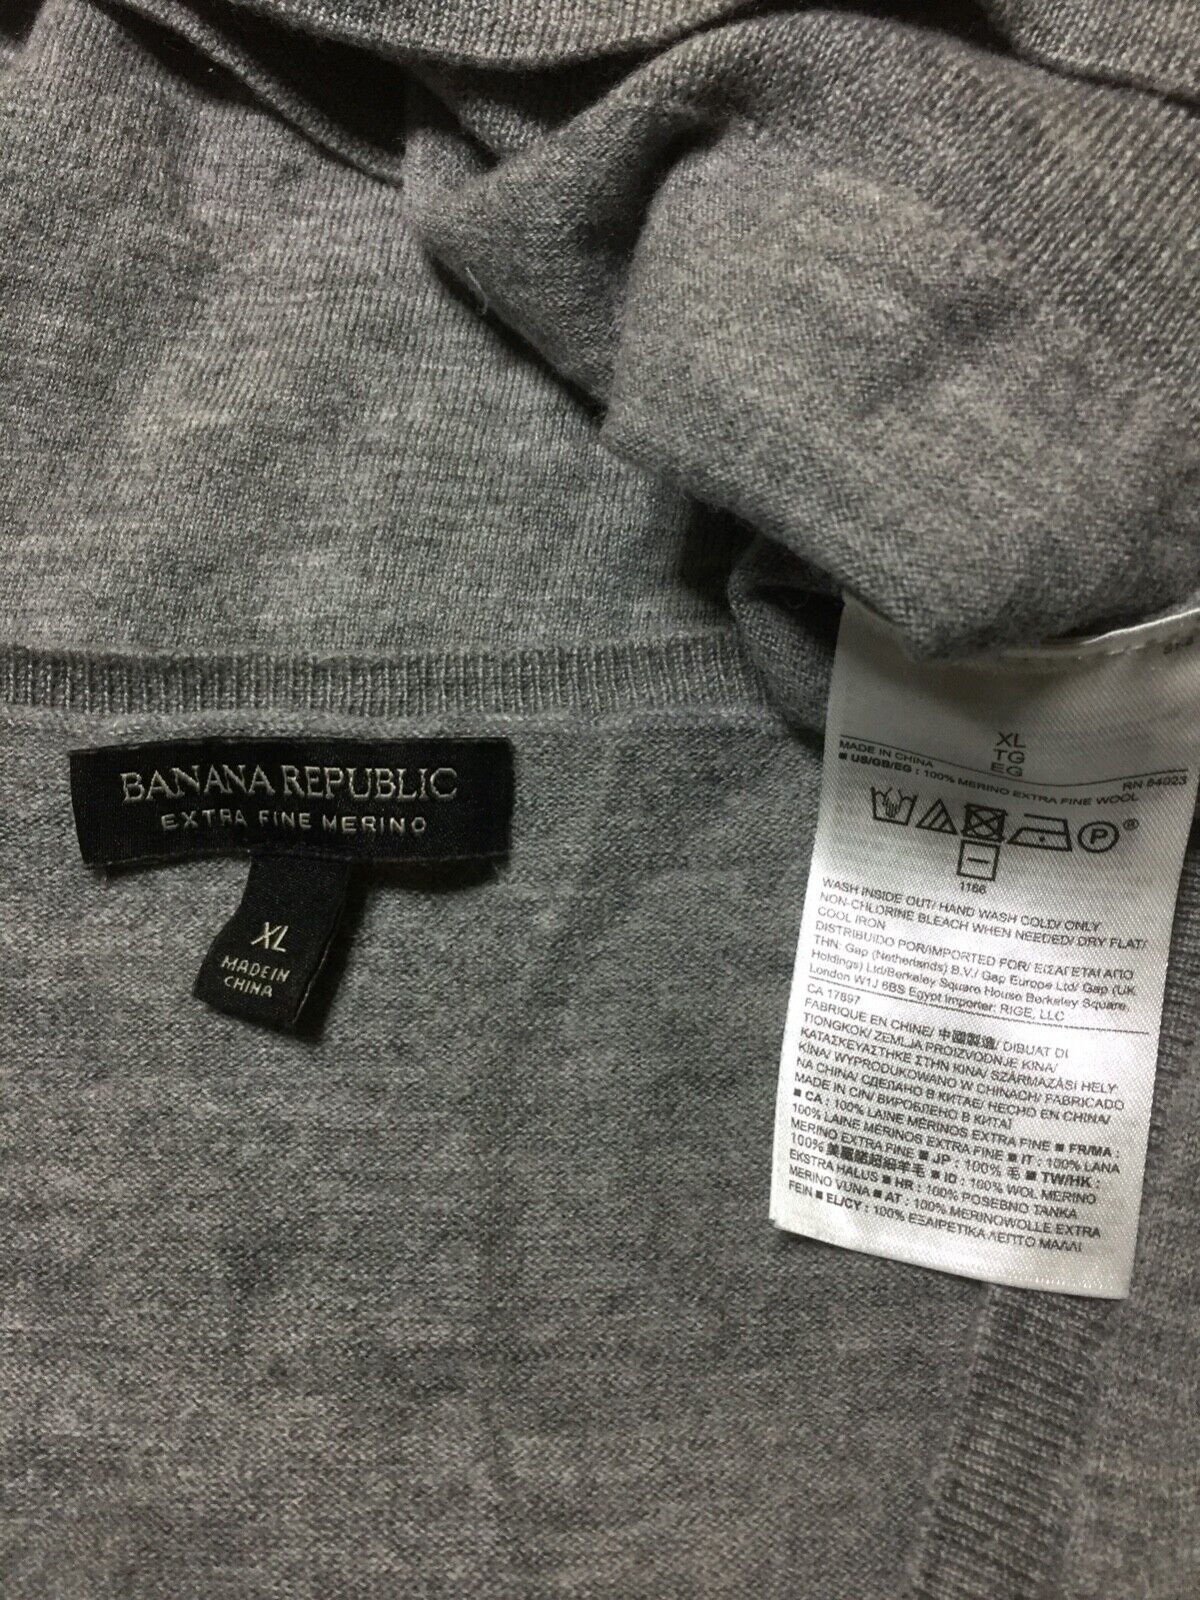 BANANA REPUBLIC
EXTRA FINE MERINO
XL
MADE IN
CHINA
XL
TG
EG
MADE IN CHINA
RN 54023
■ US/GB/EG : 100% MERINO EXTRA FINE WOOL
P ®
1166
WASH INSIDE OUT/ HAND WASH COLD/ ONLY
NON-CHLORINE BLEACH WHEN NEEDED/ DRY FLAT/
COOL IRON
DISTRIBUIDO POR/IMPORTED FOR/ ΕΙΣΑΓΕΤΑΙ ΑΠΟ
ΤΗΝ: Gap (Netherlands) B.V./ Gap Europe Ltd/ Gap (UK
Holdings) Ltd/Berkeley Square House Berkeley Square,
London W1J 6BS Egypt Importer: RIGE, LLC
CA 17897
FABRIQUE EN CHINE/ 中國製造/ DIBUAT DI
TIONGKOK/ ZEMLJA PROIZVODNJE KINA/
ΚΑΤΑΣΚΕΥΑΣΤΗΚΕ ΣΤΗΝ ΚΙΝΑ/ SZÁRMAZÁSI HELY:
KÍNA/ WYPRODUKOWANO W CHINACH/ FABRICADO
NA CHINA/ СДЕЛАНО В КИТАЕ/ HECHO EN CHINA/
MADE IN C/N/ ВИРОБЛЕНО В КИТАЇ
■ CA : 100% LAINE MÉRINOS EXTRA FINE ■ FR/MA :
100% LAINE MÉRINOS EXTRA FINE ■ IT : 100% LANA
MERINO EXTRA FINE ■ JP : 100% 毛 ■ TW/HK :
100% 美麗諾超細羊毛 ■ ID : 100% WOL MERINO
EKSTRA HALUS ■ HR : 100% POSEBNO TANKA
MERINO VUNA ■ AT : 100% MERINOWOLLE EXTRA
FEIN ■ EL/CY : 100% ΕΞΑΙΡΕΤΙΚΑ ΛΕΠΤΟ ΜΑΛΛΙ